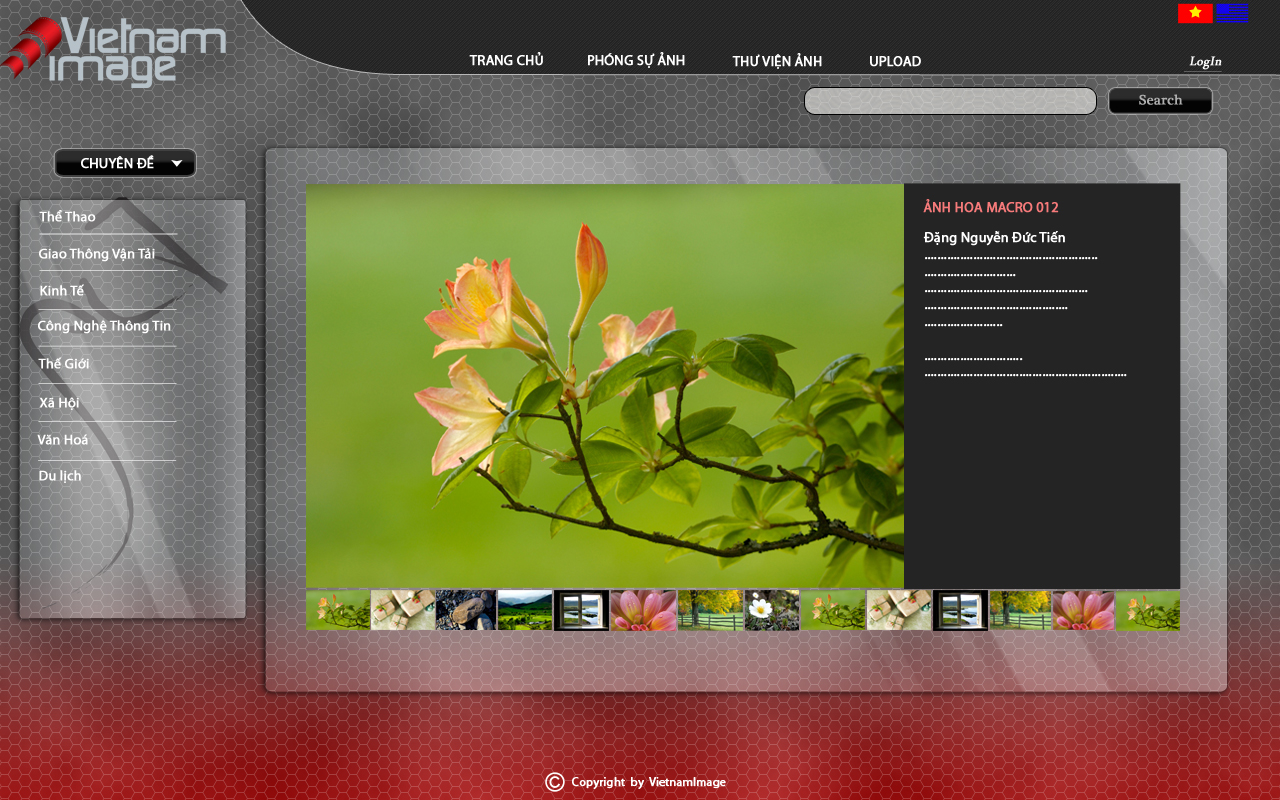 Vietnam
image
TRANG CHỦ
PHÓNG SỰ ẢNH
THƯ VIỆN ẢNH
UPLOAD
LogIn
Search
CHUYÊN ĐỀ
Thể Thao
Giao Thông Vận Tải
Kinh Tế
Công Nghệ Thông Tin
Thế Giới
Xã Hội
Văn Hoá
Du lịch
ẢNH HOA MACRO 012
Đặng Nguyễn Đức Tiến
© Copyright by VietnamImage